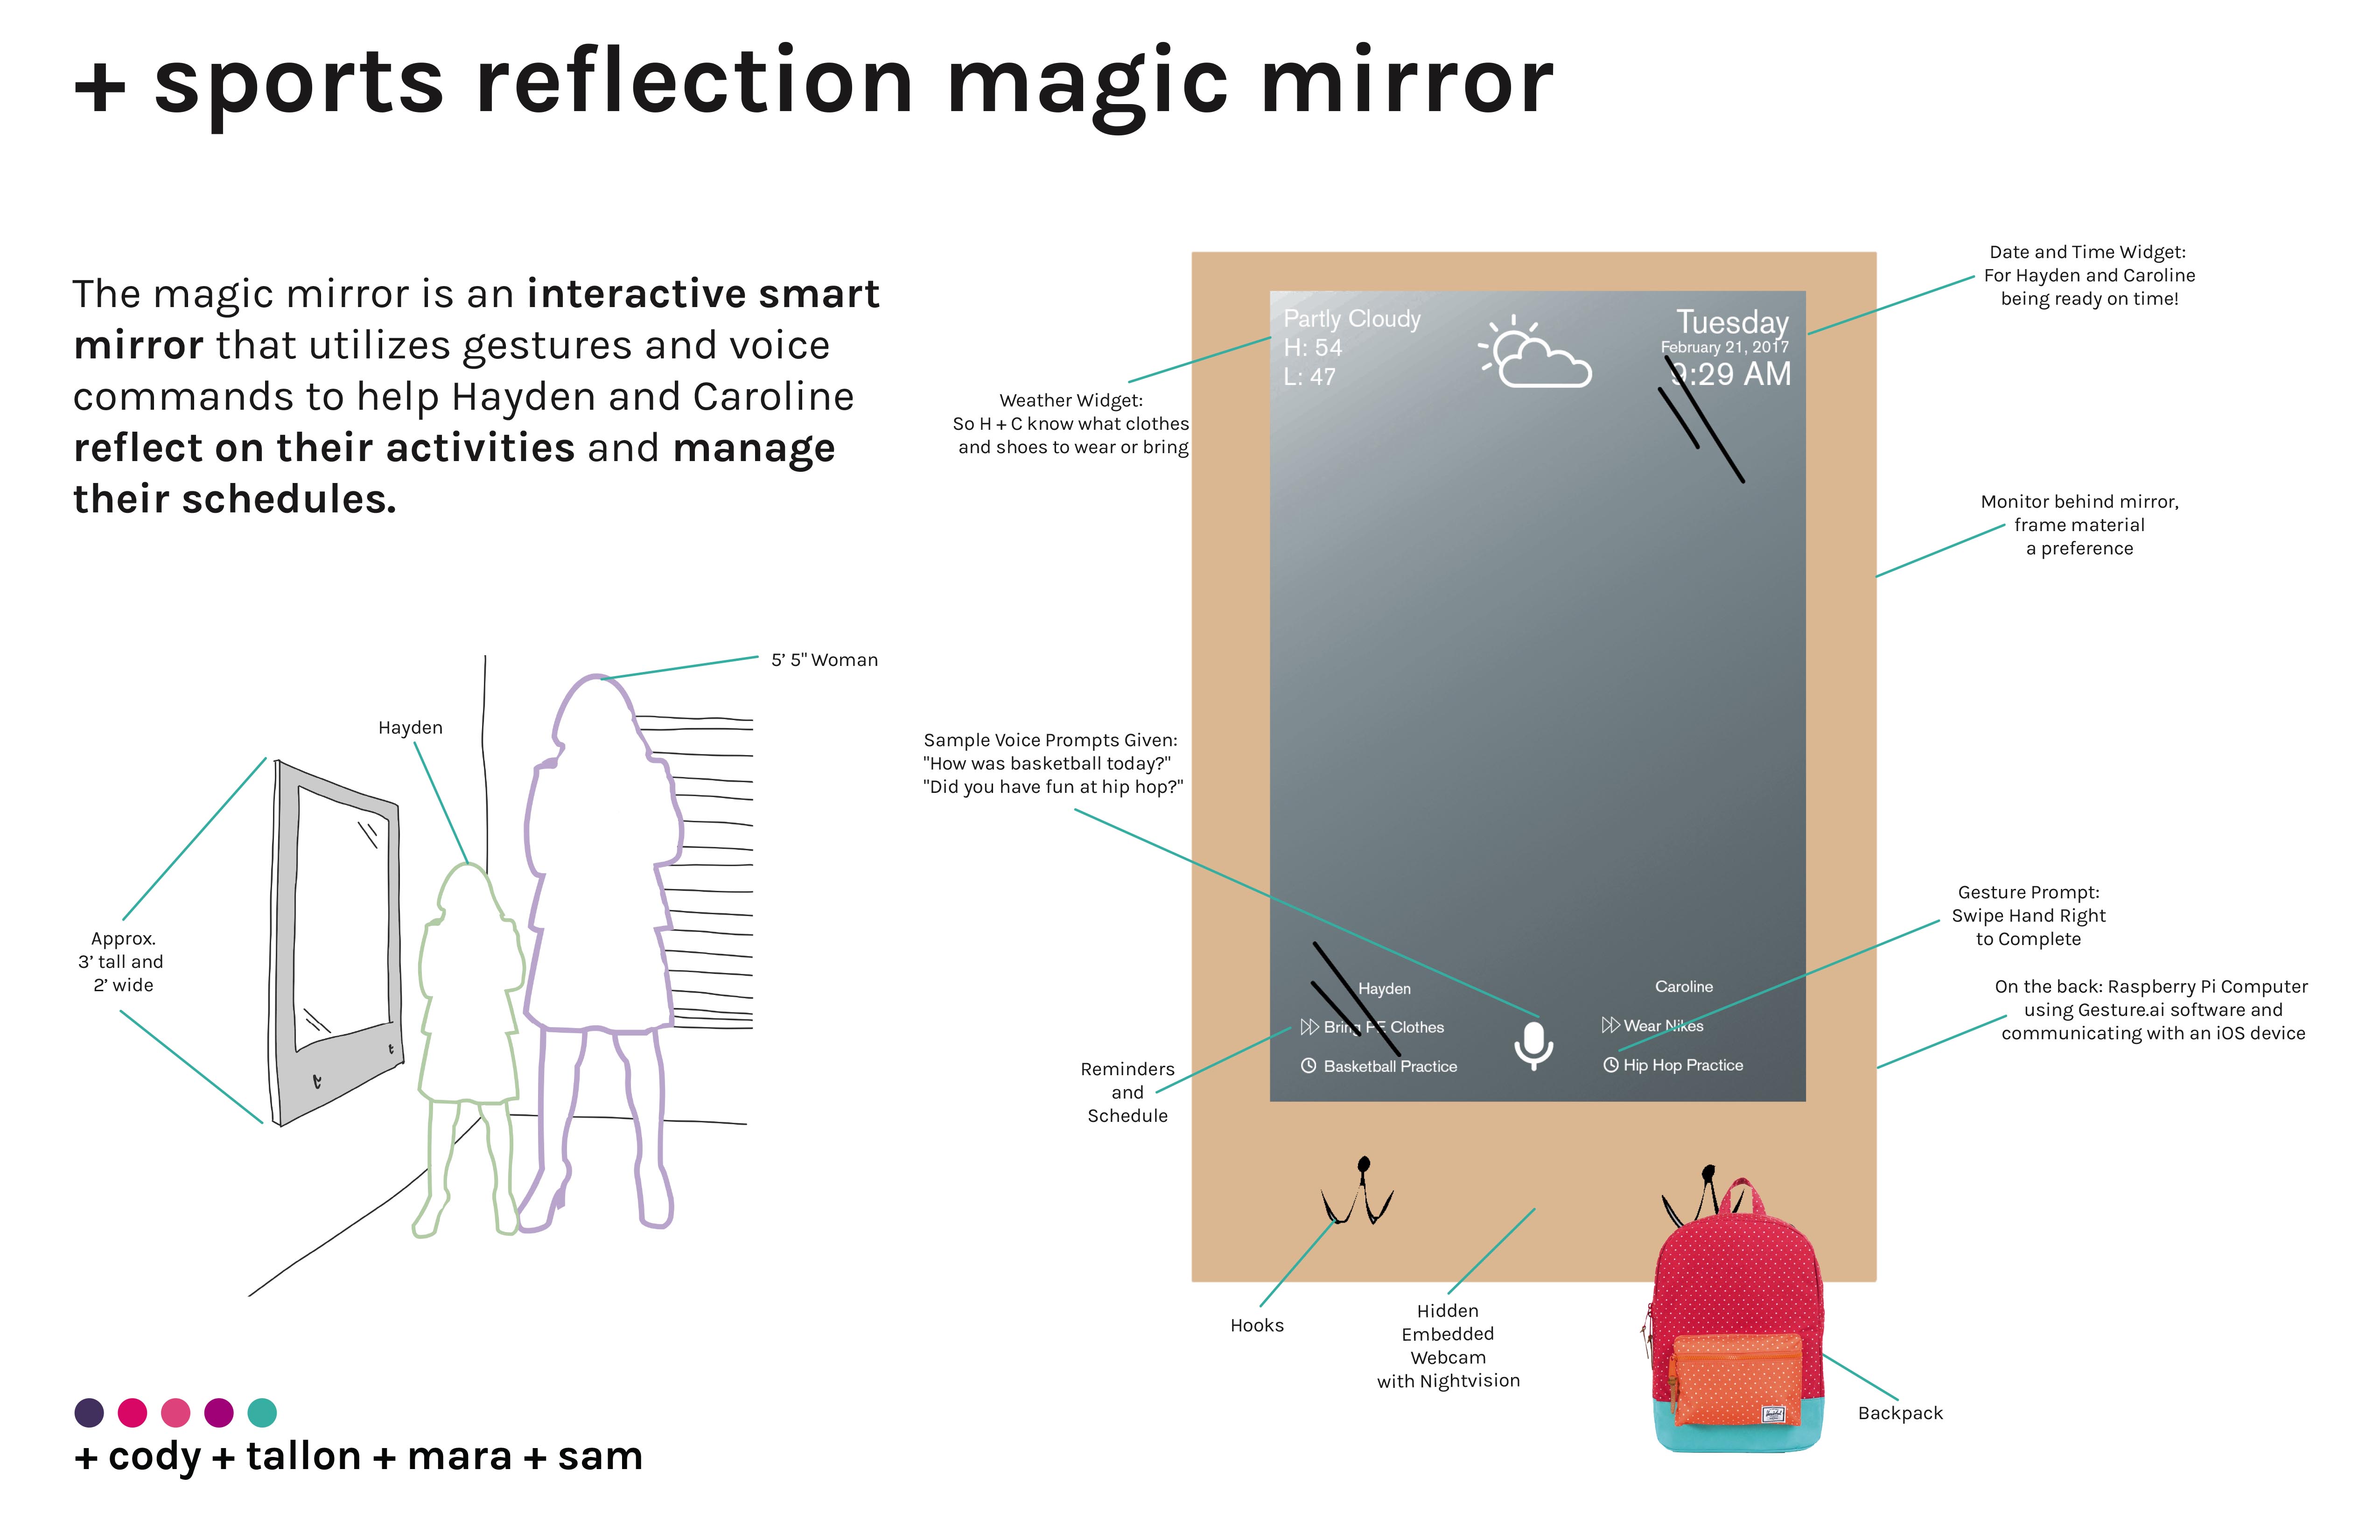 + sports reflection magic mirror
The magic mirror is an interactive smart
mirror that utilizes gestures and voice
commands to help Hayden and Caroline
reflect on their activities and manage
their schedules.
5' 5" Woman
Hayden
Approx.
3' tall and
2' wide
Weather Widget:
So H + C know what clothes
and shoes to wear or bring
Partly Cloudy
H: 54
L: 47
Tuesday
February 21, 2017
9:29 AM
Date and Time Widget:
For Hayden and Caroline
being ready on time!
Monitor behind mirror,
frame material
a preference
Sample Voice Prompts Given:
"How was basketball today?"
"Did you have fun at hip hop?"
Gesture Prompt:
Swipe Hand Right
to Complete
On the back: Raspberry Pi Computer
using Gesture.ai software and
communicating with an iOS device
Hayden
Bring PE Clothes
Basketball Practice
Caroline
Wear Nikes
Hip Hop Practice
Reminders
and
Schedule
Hooks
Hidden
Embedded
Webcam
with Nightvision
Backpack
+ cody + tallon + mara + sam